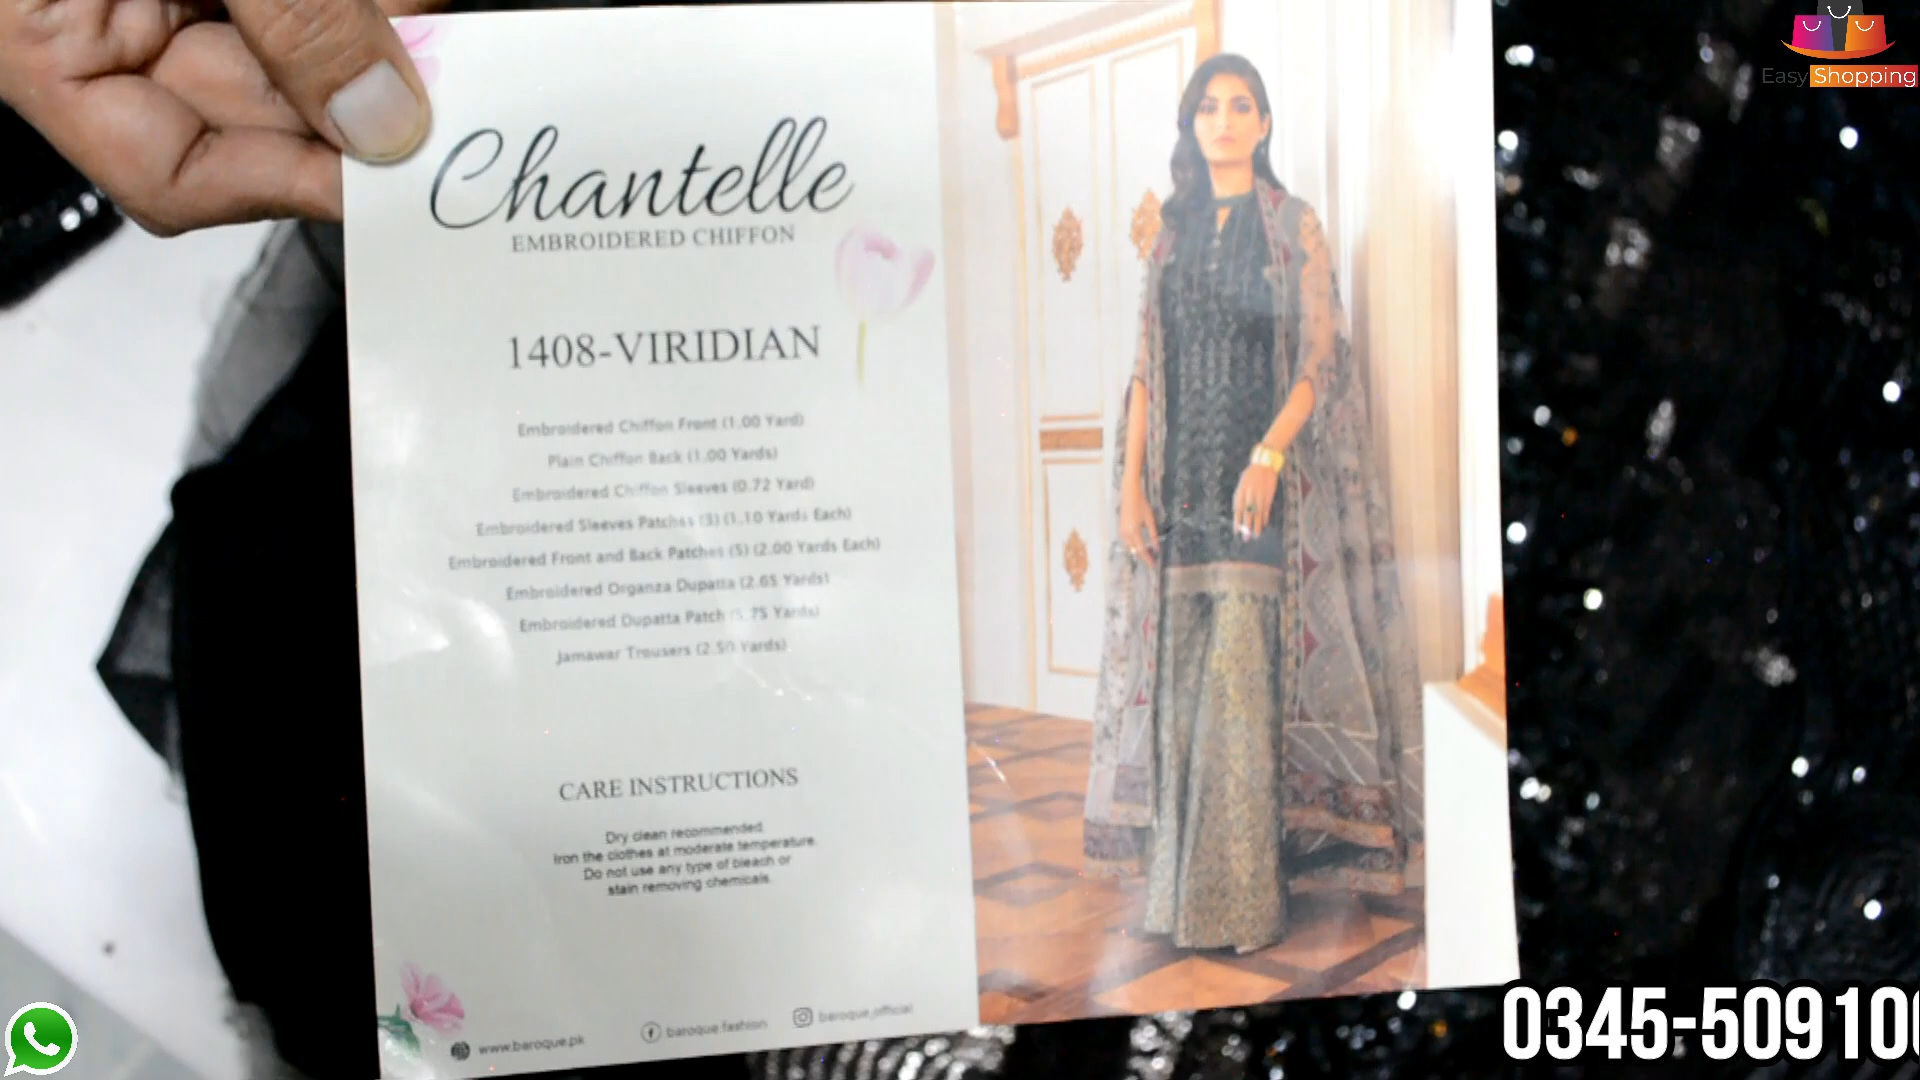 Easy Shopping
Chantelle
EMBROIDERED CHIFFON
1408-VIRIDIAN
Embroidered Chiffon Front (1.00 Yard)
Plain Chiffon Back (1.00 Yards)
Embroidered Chiffon Sleeves (0.72 Yard)
Embroidered Sleeves Patches (3) (1.10 Yards Each)
Embroidered Front and Back Patches (5) (2.00 Yards Each)
Embroidered Organza Dupatta (2.65 Yards)
Embroidered Dupatta Patch (5.75 Yards)
Jamawar Trousers (2.50 Yards)
CARE INSTRUCTIONS
Dry clean recommended.
Iron the clothes at moderate temperature.
Do not use any type of bleach or
stain removing chemicals.
www.baroque.pk baroque.fashion baroque_official
0345-50910